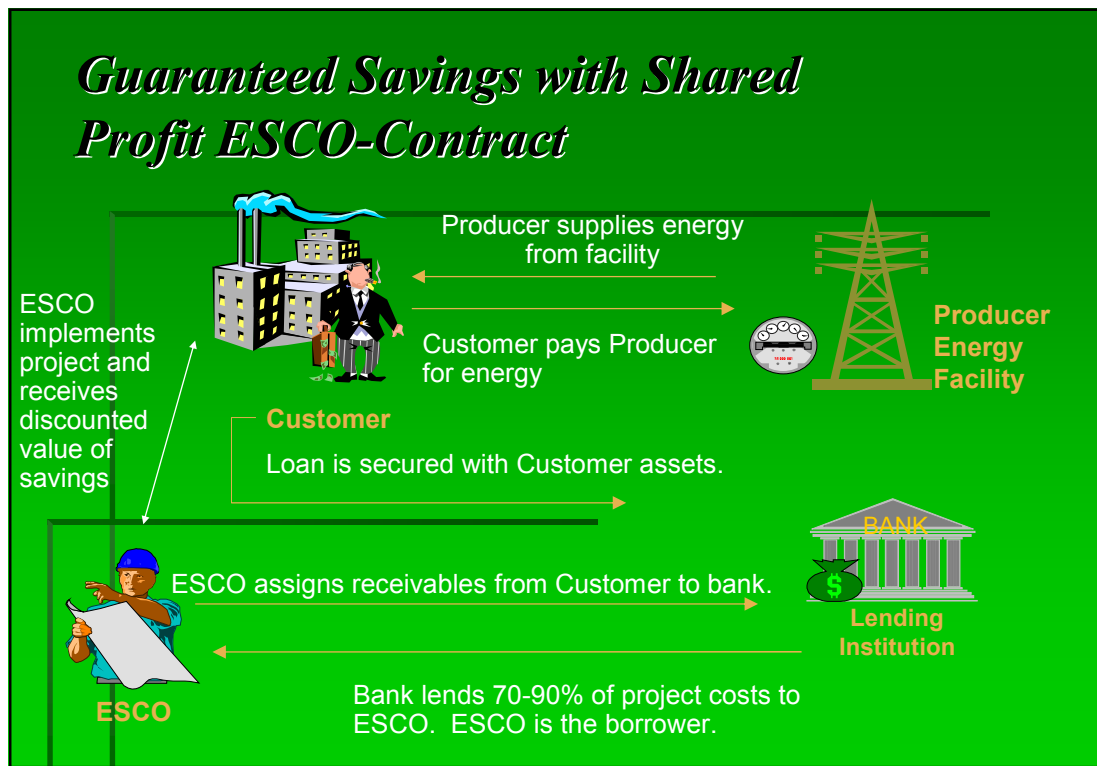 Guaranteed Savings with Shared
Profit ESCO-Contract
Producer supplies energy
from facility
ESCO
implements
project and
receives
discounted
value of
savings
Customer pays Producer
for energy
Producer
Energy
Facility
Customer
Loan is secured with Customer assets.
BANK
$
ESCO assigns receivables from Customer to bank.
Lending
Institution
Bank lends 70-90% of project costs to
ESCO.  ESCO is the borrower.
ESCO